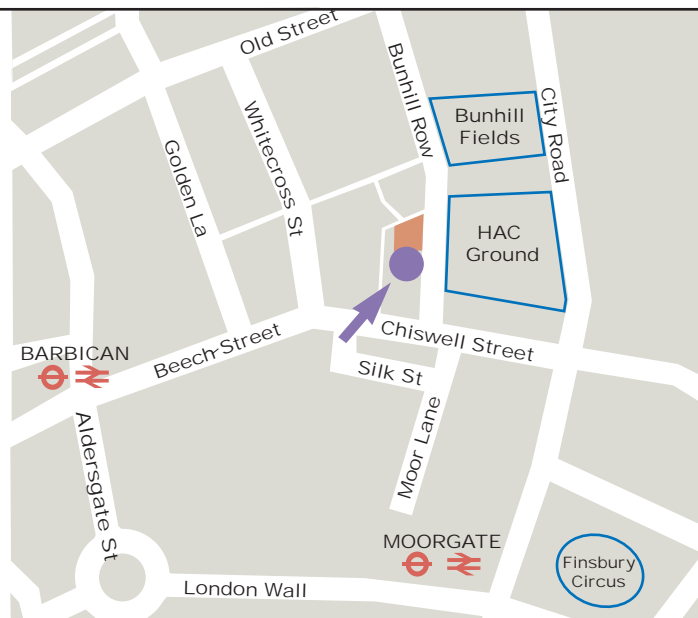 Old Street
Bunhill Row
City Road
Bunhill
Fields
Whitecross St
Golden La
HAC
Ground
Chiswell Street
Beech Street
BARBICAN
Silk St
Moor Lane
Aldersgate St
MOORGATE
Finsbury
Circus
London Wall